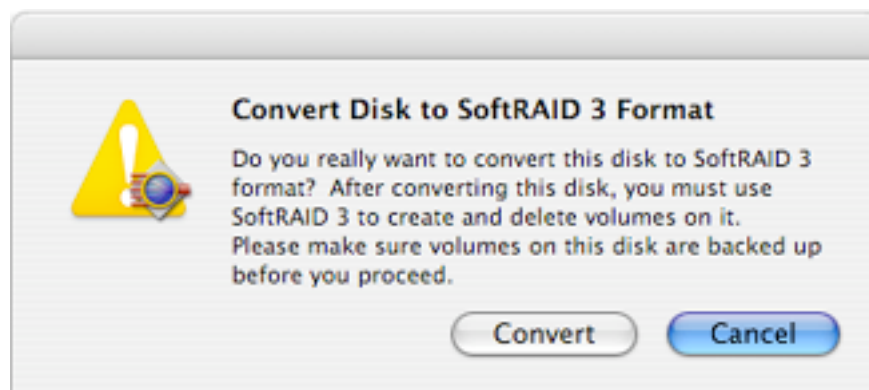 Convert Disk to SoftRAID 3 Format
Do you really want to convert this disk to SoftRAID 3
format?  After converting this disk, you must use
SoftRAID 3 to create and delete volumes on it.
Please make sure volumes on this disk are backed up
before you proceed.
Convert Cancel